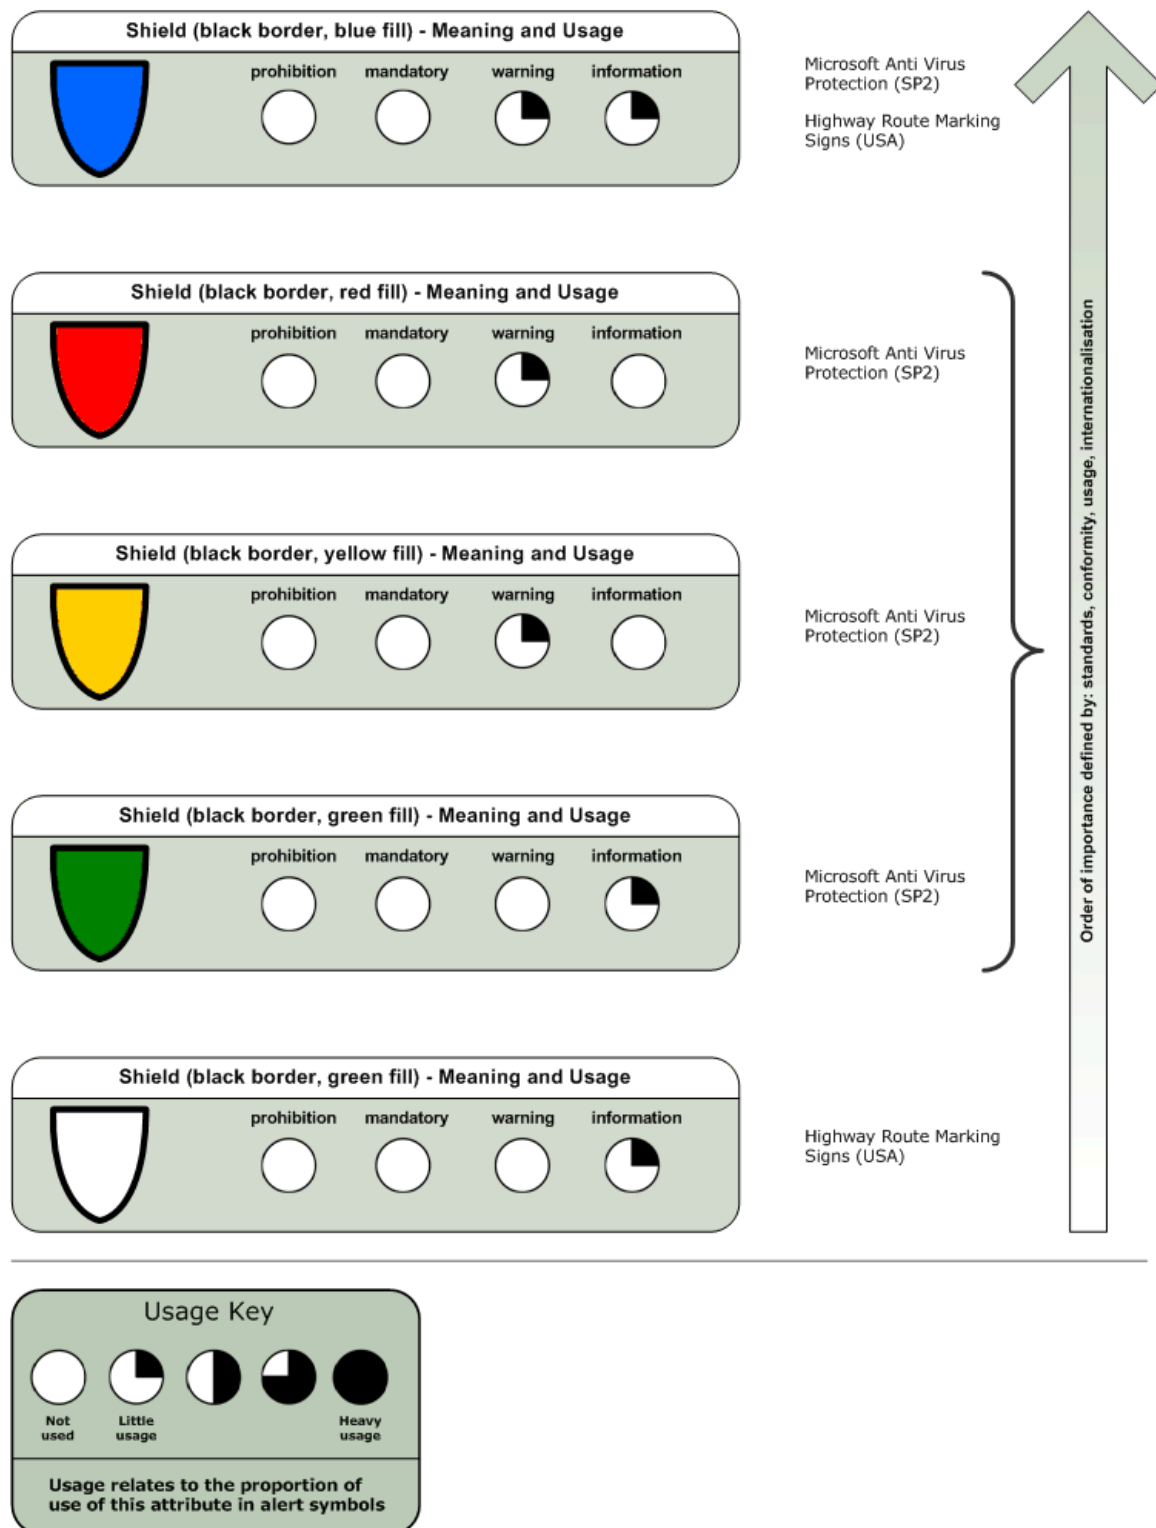 Shield (black border, blue fill) - Meaning and Usage
prohibition mandatory warning information
Microsoft Anti Virus
Protection (SP2)
Highway Route Marking
Signs (USA)
Shield (black border, red fill) - Meaning and Usage
prohibition mandatory warning information
Microsoft Anti Virus
Protection (SP2)
Shield (black border, yellow fill) - Meaning and Usage
prohibition mandatory warning information
Microsoft Anti Virus
Protection (SP2)
Shield (black border, green fill) - Meaning and Usage
prohibition mandatory warning information
Microsoft Anti Virus
Protection (SP2)
Shield (black border, green fill) - Meaning and Usage
prohibition mandatory warning information
Highway Route Marking
Signs (USA)
Order of importance defined by: standards, conformity, usage, internationalisation
Usage Key
Not used
Little usage
Heavy usage
Usage relates to the proportion of
use of this attribute in alert symbols